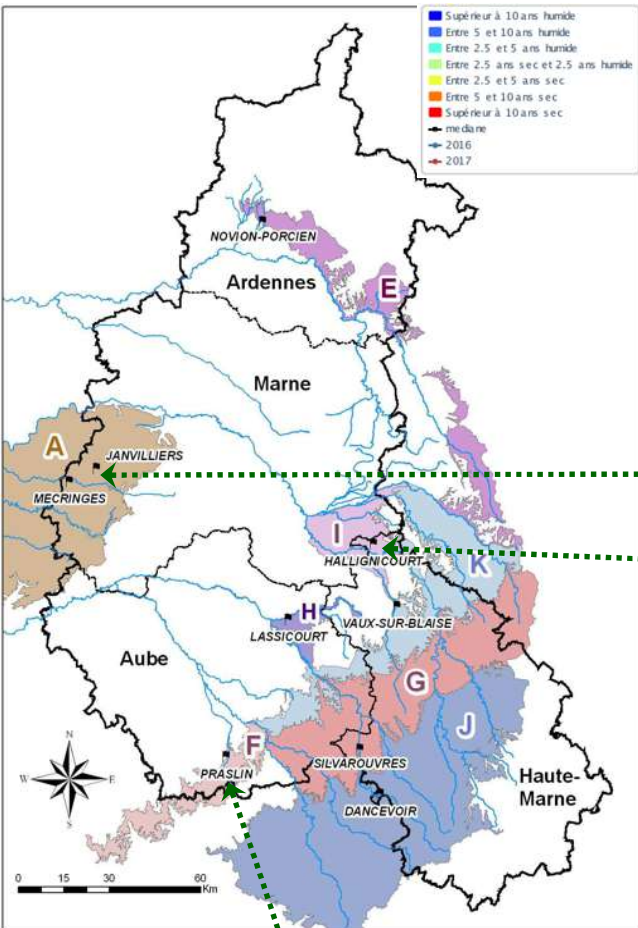 Supérieur à 10 ans humide
Entre 5 et 10 ans humide
Entre 2.5 et 5 ans humide
Entre 2.5 ans sec et 2.5 ans humide
Entre 2.5 et 5 ans sec
Entre 5 et 10 ans sec
Supérieur à 10 ans sec
mediane
2016
2017
NOVION-PORCIEN
Ardennes
E
Marne
A
JANVILLIERS
MECRINGES
I
HALLIGNICOURT
K
H
LASSICOURT
VAUX-SUR-BLAISE
Aube
G
J
F
N
W
E
S
PRASLIN
SILVAROUVRES
DANCEVOIR
Haute-
Marne
0 15 30 60
Km